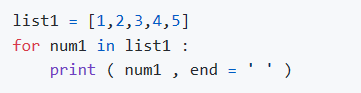 list1 = [1,2,3,4,5]
for num1 in list1 :
    print ( num1 , end = ' ' )